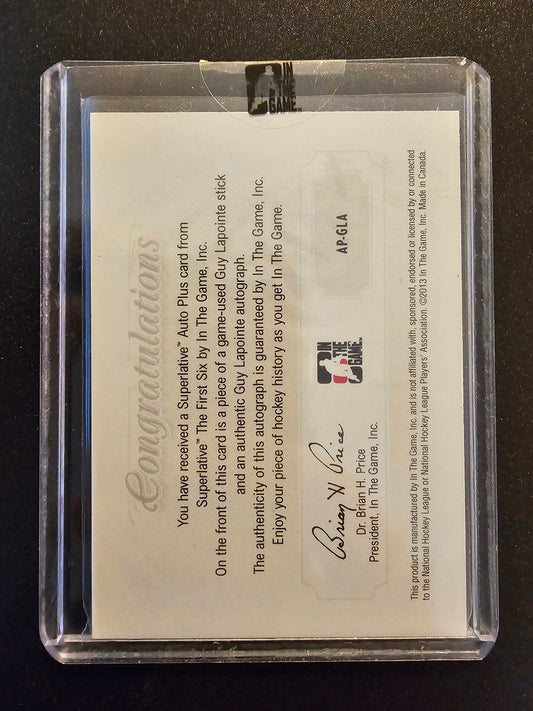 IN
THE
GAME™
Congratulations
You have received a Superlative™ Auto Plus card from
Superlative™ The First Six by In The Game, Inc.
On the front of this card is a piece of a game-used Guy Lapointe stick
and an authentic Guy Lapointe autograph.
The authenticity of this autograph is guaranteed by In The Game, Inc.
Enjoy your piece of hockey history as you get In The Game.
Brian H Price
Dr. Brian H. Price
President, In The Game, Inc.
IN
THE
GAME™
AP-GLA
This product is manufactured by In The Game, Inc. and is not affiliated with, sponsored, endorsed or licensed by or connected
to the National Hockey League or National Hockey League Players' Association. ©2013 In The Game, Inc. Made in Canada.